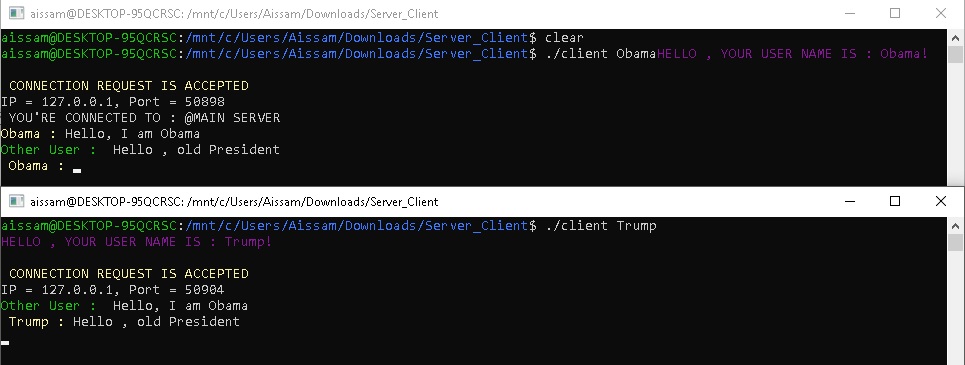 aissam@DESKTOP-95QCRSC: /mnt/c/Users/Aissam/Downloads/Server_Client
aissam@DESKTOP-95QCRSC:/mnt/c/Users/Aissam/Downloads/Server_Client$ clear
aissam@DESKTOP-95QCRSC:/mnt/c/Users/Aissam/Downloads/Server_Client$ ./client ObamaHELLO , YOUR USER NAME IS : Obama!
CONNECTION REQUEST IS ACCEPTED
IP = 127.0.0.1, Port = 50898
YOU'RE CONNECTED TO : @MAIN SERVER
Obama : Hello, I am Obama
Other User :  Hello , old President
Obama :
aissam@DESKTOP-95QCRSC: /mnt/c/Users/Aissam/Downloads/Server_Client
aissam@DESKTOP-95QCRSC:/mnt/c/Users/Aissam/Downloads/Server_Client$ ./client Trump
HELLO , YOUR USER NAME IS : Trump!
CONNECTION REQUEST IS ACCEPTED
IP = 127.0.0.1, Port = 50904
Other User :  Hello, I am Obama
Trump : Hello , old President